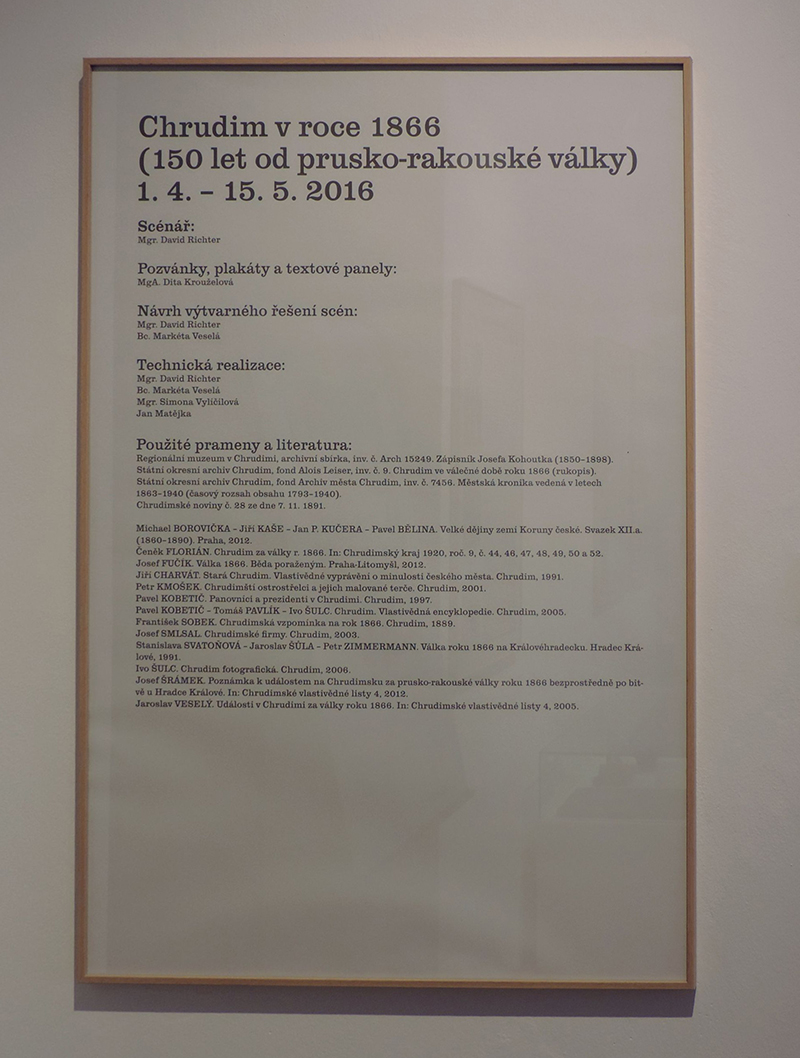 Chrudim v roce 1866
(150 let od prusko-rakouské války)
1. 4. – 15. 5. 2016
Scénář:
Mgr. David Richter
Pozvánky, plakáty a textové panely:
MgA. Dita Krouželová
Návrh výtvarného řešení scén:
Mgr. David Richter
Bc. Markéta Veselá
Technická realizace:
Mgr. David Richter
Bc. Markéta Veselá
Mgr. Simona Vyličilová
Jan Matějka
Použité prameny a literatura:
Regionální muzeum v Chrudimi, archivní sbírka, inv. č. Arch 15249. Zápisník Josefa Kohoutka (1850–1898).
Státní okresní archiv Chrudim, fond Alois Leiser, inv. č. 9. Chrudim ve válečné době roku 1866 (rukopis).
Státní okresní archiv Chrudim, fond Archiv města Chrudim, inv. č. 7456. Městská kronika vedená v letech
1863–1940 (časový rozsah obsahu 1793–1940).
Chrudimské noviny č. 28 ze dne 7. 11. 1891.
Michael BOROVIČKA – Jiří KAŠE – Jan P. KUČERA – Pavel BĚLINA. Velké dějiny zemí Koruny české. Svazek XII.a.
(1860–1890). Praha, 2012.
Čeněk FLORIÁN. Chrudim za války r. 1866. In: Chrudimský kraj 1920, roč. 9, č. 44, 46, 47, 48, 49, 50 a 52.
Josef FUČÍK. Válka 1866. Běda poraženým. Praha-Litomyšl, 2012.
Jiří CHARVÁT. Stará Chrudim. Vlastivědné vyprávění o minulosti českého města. Chrudim, 1991.
Petr KMOŠEK. Chrudimští ostrostřelci a jejich malované terče. Chrudim, 2001.
Pavel KOBETIČ. Panovníci a prezidenti v Chrudimi. Chrudim, 1997.
Pavel KOBETIČ – Tomáš PAVLÍK – Ivo ŠULC. Chrudim. Vlastivědná encyklopedie. Chrudim, 2005.
František SOBEK. Chrudimská vzpomínka na rok 1866. Chrudim, 1889.
Josef SMLSAL. Chrudimské firmy. Chrudim, 2003.
Stanislava SVATOŇOVÁ – Jaroslav ŠŮLA – Petr ZIMMERMANN. Válka roku 1866 na Královéhradecku. Hradec Krá-
lové, 1991.
Ivo ŠULC. Chrudim fotografická. Chrudim, 2006.
Josef ŠRÁMEK. Poznámka k událostem na Chrudimsku za prusko-rakouské války roku 1866 bezprostředně po bit-
vě u Hradce Králové. In: Chrudimské vlastivědné listy 4, 2012.
Jaroslav VESELÝ. Události v Chrudimi za války roku 1866. In: Chrudimské vlastivědné listy 4, 2005.